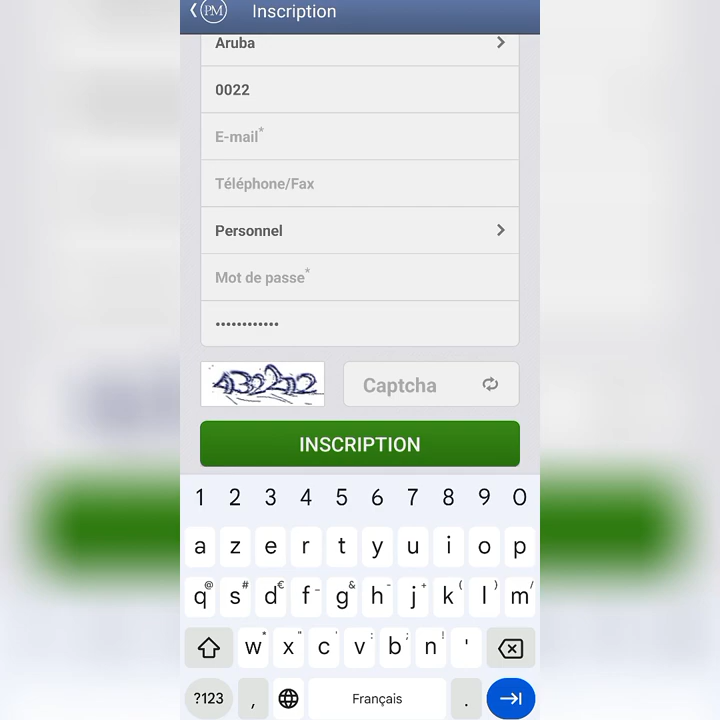 PM Inscription
Aruba
0022
E-mail*
Téléphone/Fax
Personnel
Mot de passe*
••••••••••••
Captcha
INSCRIPTION
1 2 3 4 5 6 7 8 9 0
a z e r t y u i o p
@ # € _ & - + ( ) /
q s d f g h j k l m
* " ' : ; !
w x c v b n '
?123 , Français .